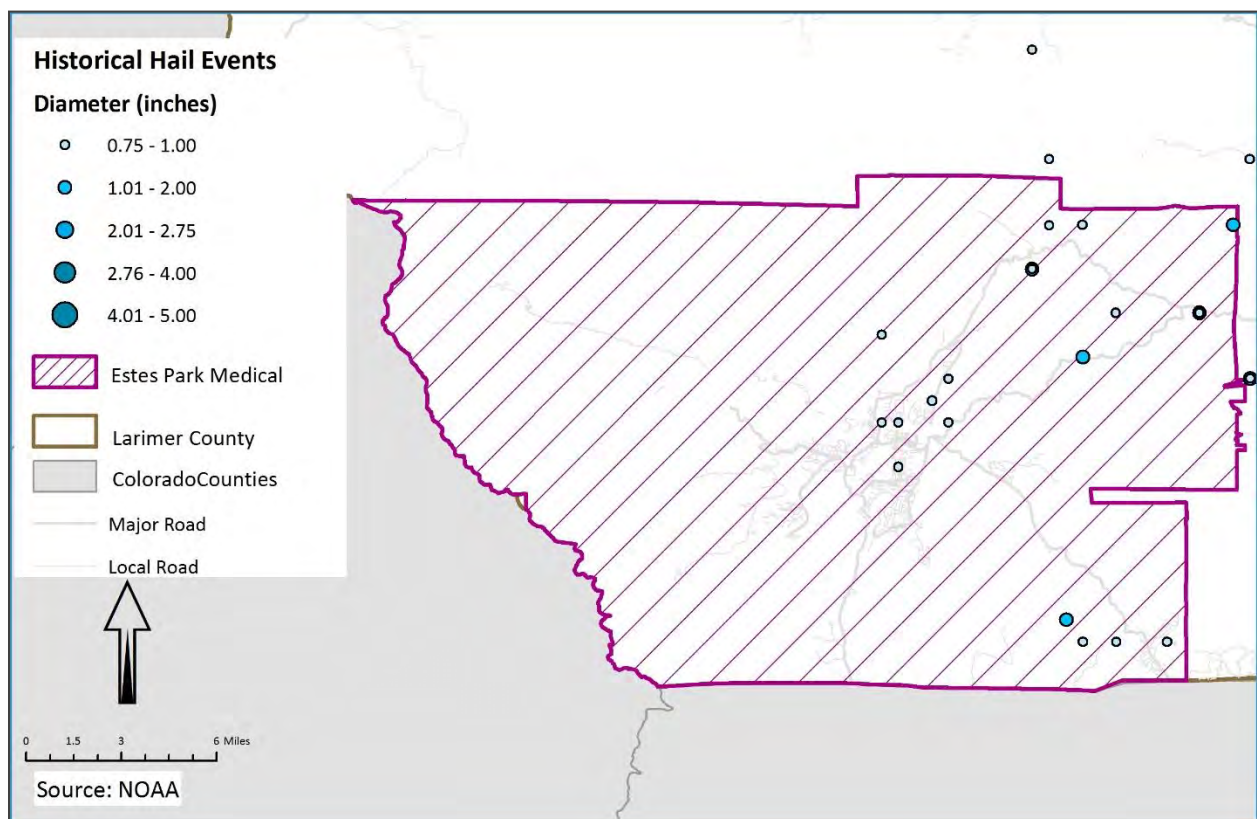 Historical Hail Events
Diameter (inches)
0.75 - 1.00
1.01 - 2.00
2.01 - 2.75
2.76 - 4.00
4.01 - 5.00
Estes Park Medical
Larimer County
ColoradoCounties
Major Road
Local Road
0 1.5 3 6 Miles
Source: NOAA